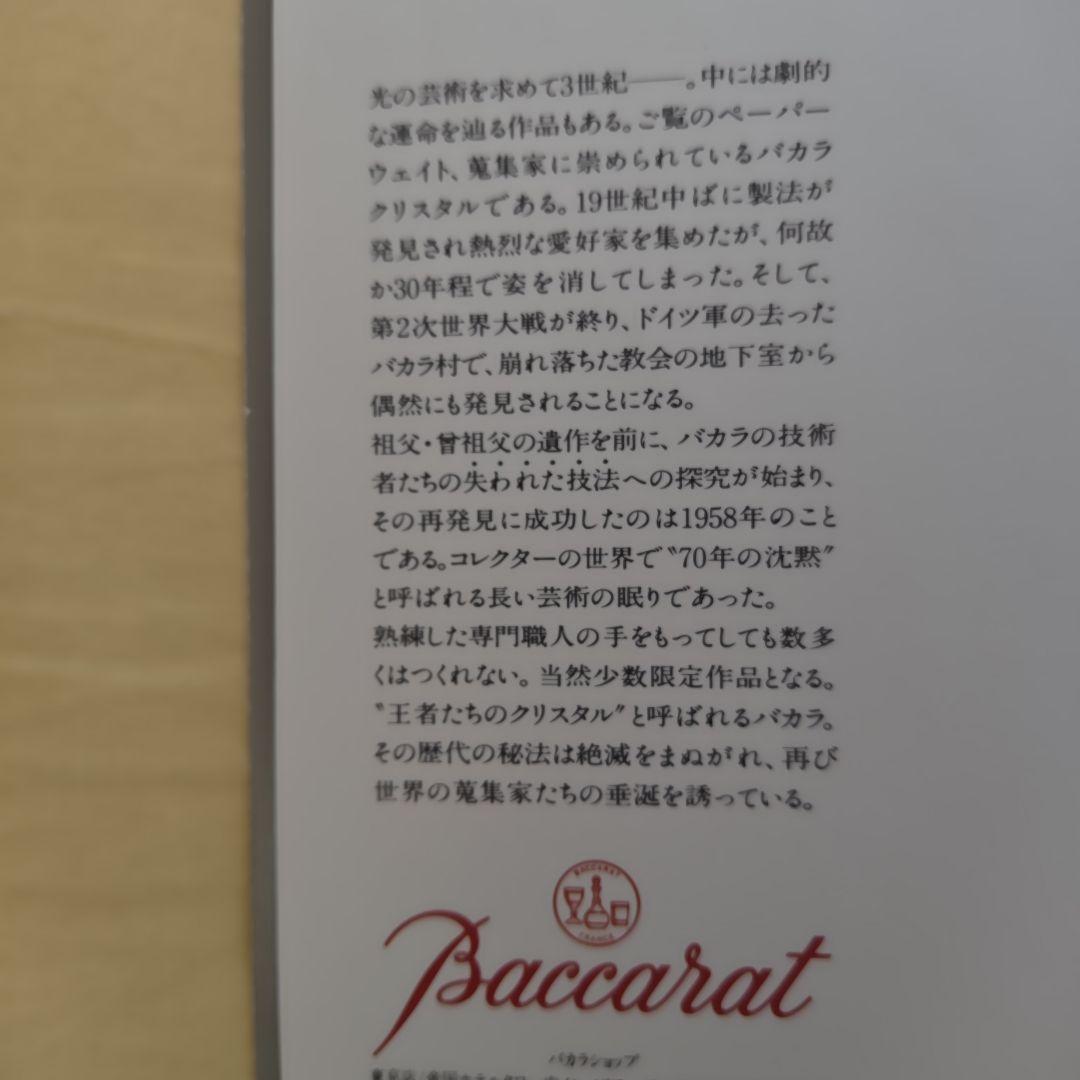 光の芸術を求めて3世紀――。中には劇的
な運命を辿る作品もある。ご覧のペーパー
ウェイト、蒐集家に崇められているバカラ
クリスタルである。19世紀中ばに製法が
発見され熱烈な愛好家を集めたが、何故
か30年程で姿を消してしまった。そして、
第2次世界大戦が終り、ドイツ軍の去った
バカラ村で、崩れ落ちた教会の地下室から
偶然にも発見されることになる。
祖父・曾祖父の遺作を前に、バカラの技術
者たちの失われた技法への探究が始まり、
その再発見に成功したのは1958年のこと
である。コレクターの世界で〝70年の沈黙〞
と呼ばれる長い芸術の眠りであった。
熟練した専門職人の手をもってしても数多
くはつくれない。当然少数限定作品となる。
〝王者たちのクリスタル〞と呼ばれるバカラ。
その歴代の秘法は絶滅をまぬがれ、再び
世界の蒐集家たちの垂涎を誘っている。
BACCARAT
FRANCE
Baccarat
バカラショップ